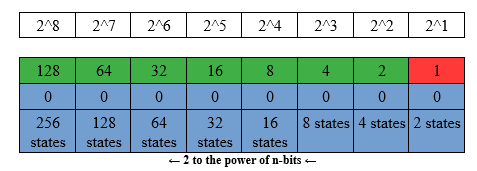 2^8 2^7 2^6 2^5 2^4 2^3 2^2 2^1
128 64 32 16 8 4 2 1
0 0 0 0 0 0 0 0
256 128 64 32 16 8 states 4 states 2 states
states states states states states
← 2 to the power of n-bits ←